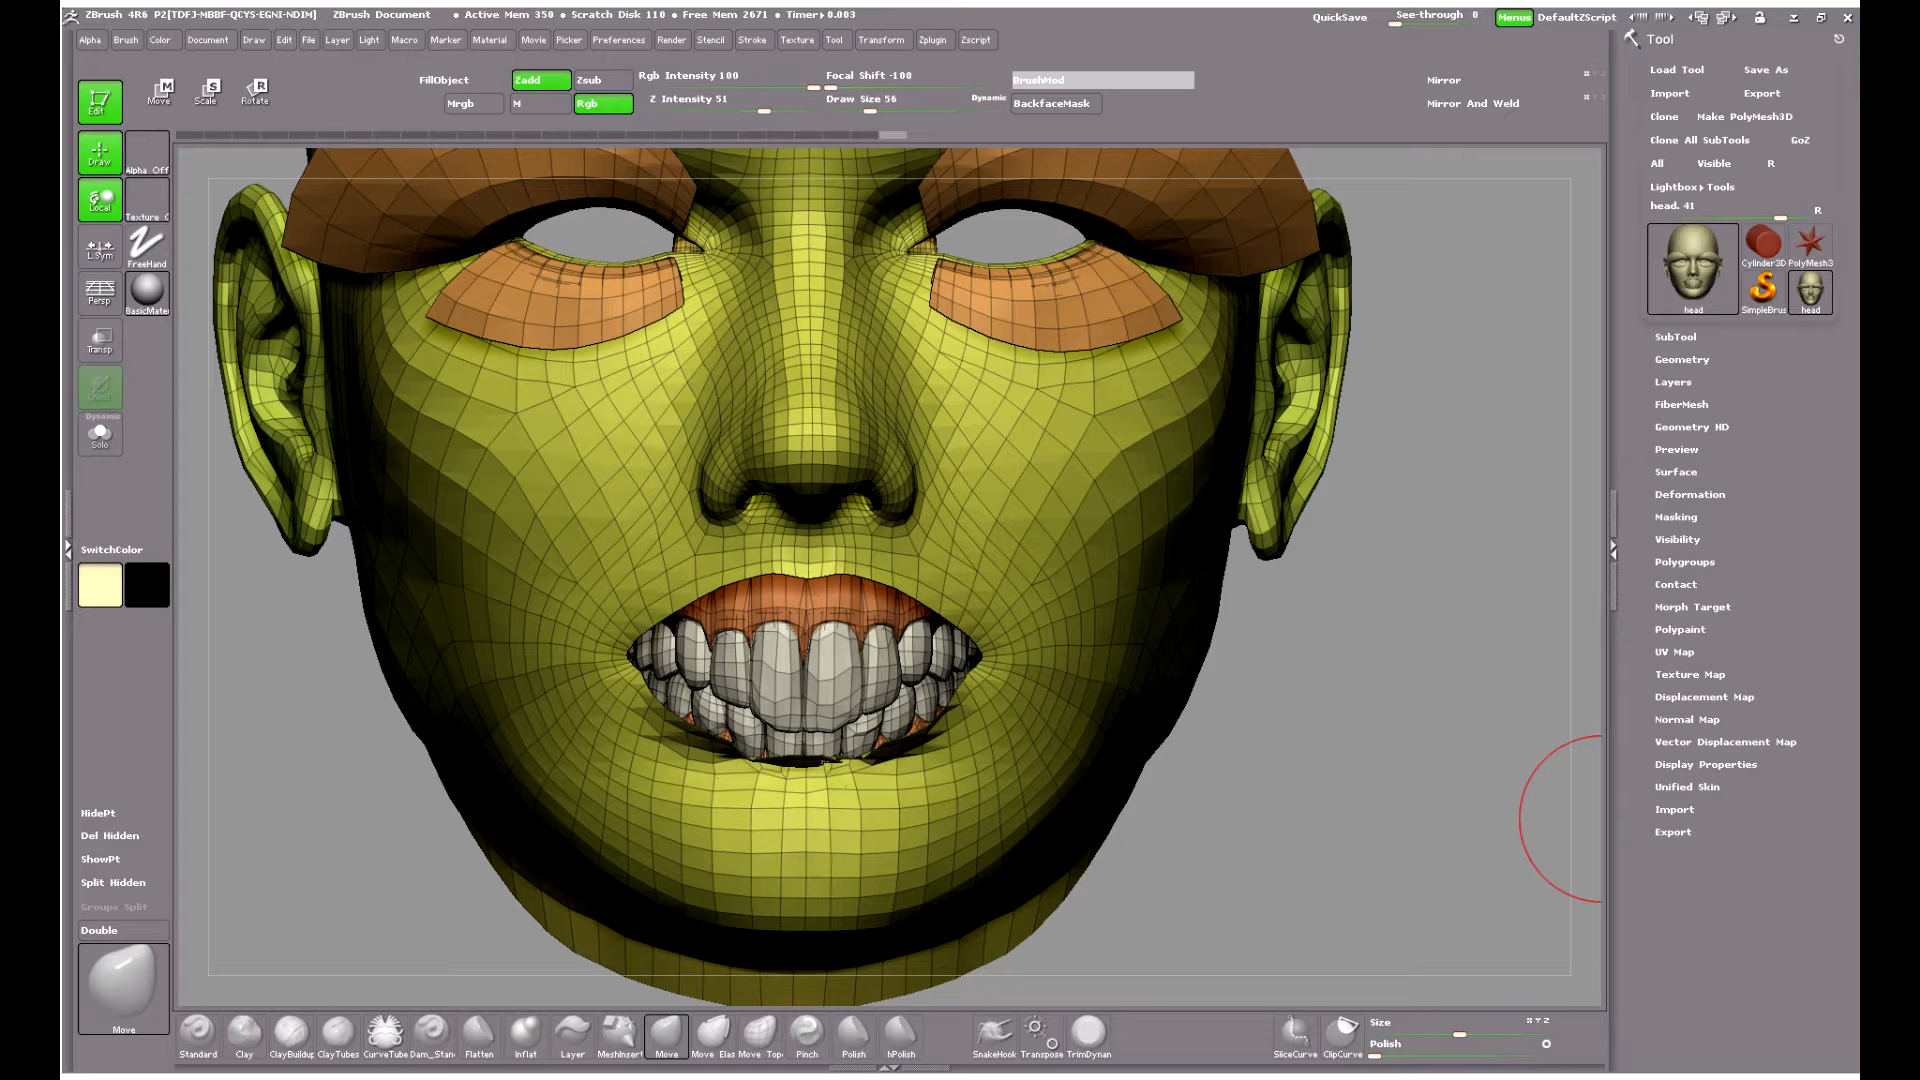 ZBrush 4R6 P2[TDFJ-MBBF-QCYS-EGNI-NDIM] ZBrush Document • Active Mem 350 • Scratch Disk 110 • Free Mem 2671 • Timer▸0.003 QuickSave See-through 0 Menus DefaultZScript
Alpha Brush Color Document Draw Edit File Layer Light Macro Marker Material Movie Picker Preferences Render Stencil Stroke Texture Tool Transform Zplugin Zscript
Tool
Load Tool Save As
Import Export
Clone Make PolyMesh3D
Clone All SubTools GoZ
All Visible R
Lightbox▸Tools
head. 41 R
Cylinder3D PolyMesh3
head SimpleBrus head
SubTool
Geometry
Layers
FiberMesh
Geometry HD
Preview
Surface
Deformation
Masking
Visibility
Polygroups
Contact
Morph Target
Polypaint
UV Map
Texture Map
Displacement Map
Normal Map
Vector Displacement Map
Display Properties
Unified Skin
Import
Export
Edit
Move M
Scale S
Rotate R
FillObject Zadd Zsub Rgb Intensity 100 Focal Shift -100 BrushMod Mirror
Mrgb M Rgb Z Intensity 51 Draw Size 56 Dynamic BackfaceMask Mirror And Weld
Draw Alpha Off
Local Texture O
L.Sym FreeHand
Persp BasicMate
Transp
Dynamic
Solo
SwitchColor
HidePt
Del Hidden
ShowPt
Split Hidden
Groups Split
Double
Move
Standard Clay ClayBuildup ClayTubes CurveTube Dam_Stan Flatten Inflat Layer MeshInsert Move Move Elas Move Topo Pinch Polish hPolish SnakeHook Transpose TrimDynan SliceCurve ClipCurve
Size X Y Z
Polish